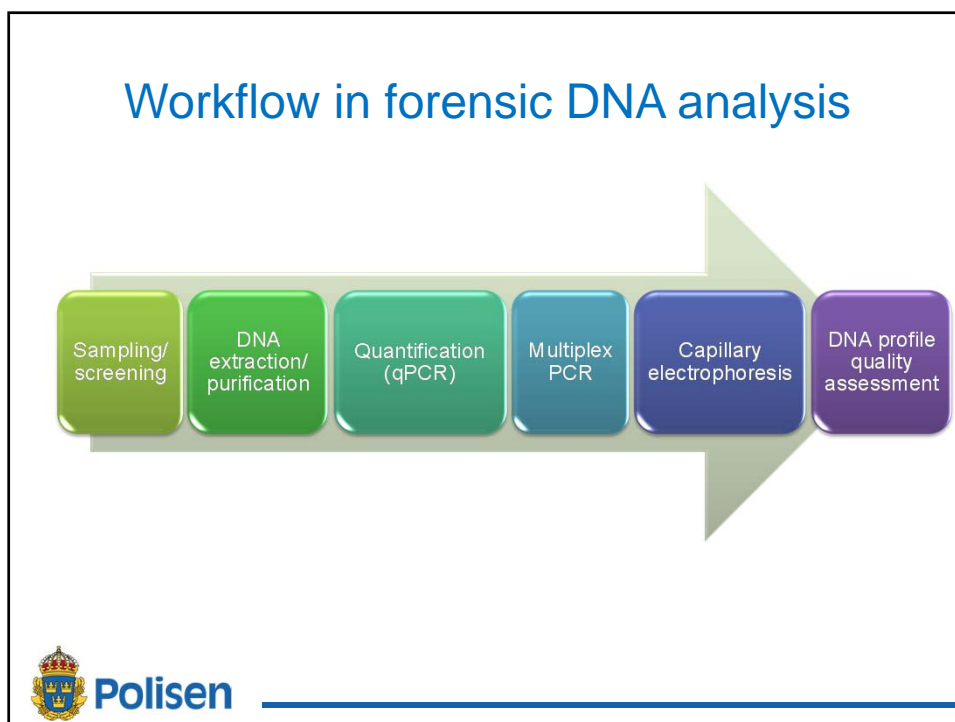 Workflow in forensic DNA analysis
Sampling/
screening
DNA
extraction/
purification
Quantification
(qPCR)
Multiplex
PCR
Capillary
electrophoresis
DNA profile
quality
assessment
Polisen